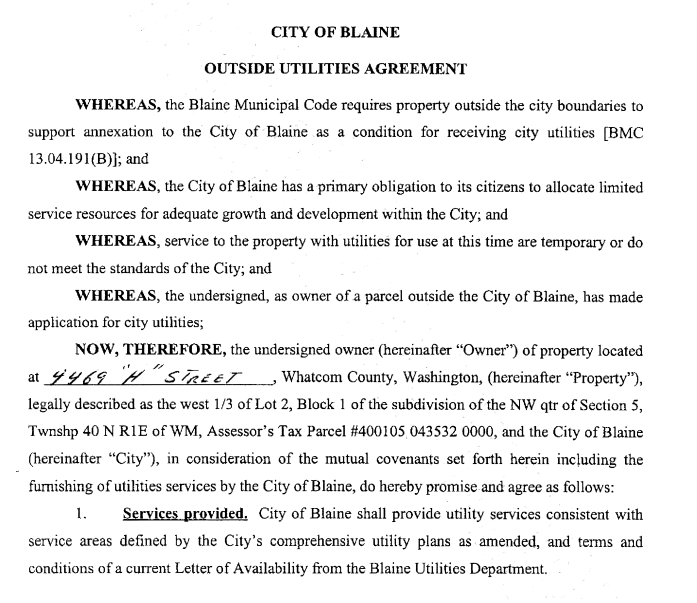 CITY OF BLAINE
OUTSIDE UTILITIES AGREEMENT
WHEREAS, the Blaine Municipal Code requires property outside the city boundaries to
support annexation to the City of Blaine as a condition for receiving city utilities [BMC
13.04.191(B)]; and
WHEREAS, the City of Blaine has a primary obligation to its citizens to allocate limited
service resources for adequate growth and development within the City; and
WHEREAS, service to the property with utilities for use at this time are temporary or do
not meet the standards of the City; and
WHEREAS, the undersigned, as owner of a parcel outside the City of Blaine, has made
application for city utilities;
NOW, THEREFORE, the undersigned owner (hereinafter “Owner”) of property located
at 4469 "H" STREET, Whatcom County, Washington, (hereinafter “Property”),
legally described as the west 1/3 of Lot 2, Block 1 of the subdivision of the NW qtr of Section 5,
Twnshp 40 N R1E of WM, Assessor’s Tax Parcel #400105 043532 0000, and the City of Blaine
(hereinafter “City”), in consideration of the mutual covenants set forth herein including the
furnishing of utilities services by the City of Blaine, do hereby promise and agree as follows:
1. Services provided. City of Blaine shall provide utility services consistent with
service areas defined by the City’s comprehensive utility plans as amended, and terms and
conditions of a current Letter of Availability from the Blaine Utilities Department.